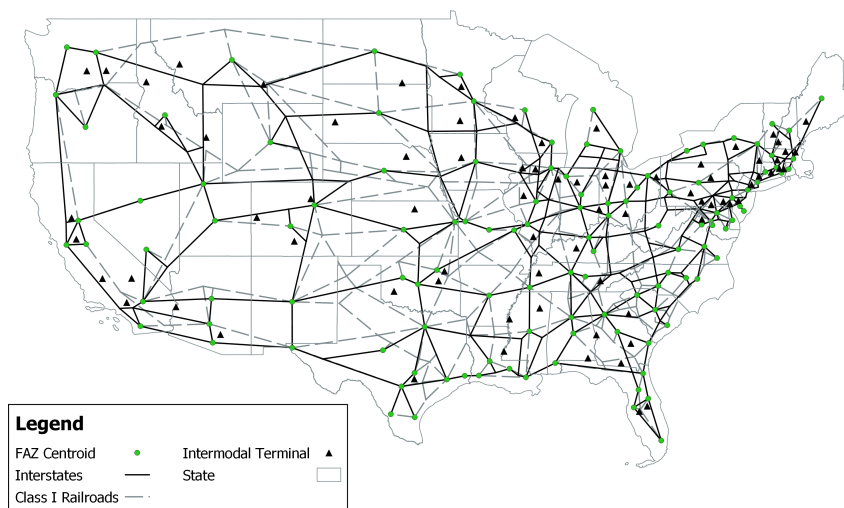 Legend
FAZ Centroid Intermodal Terminal
Interstates State
Class I Railroads